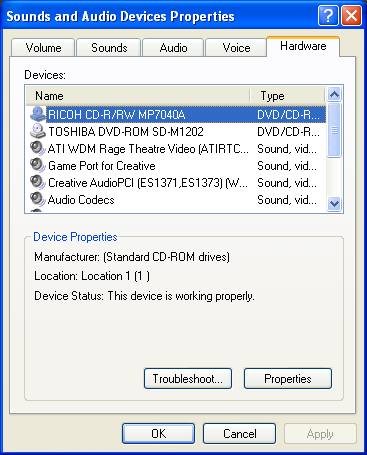 Sounds and Audio Devices Properties
Volume Sounds Audio Voice Hardware
Devices:
Name Type
RICOH CD-R/RW MP7040A DVD/CD-R...
TOSHIBA DVD-ROM SD-M1202 DVD/CD-R...
ATI WDM Rage Theatre Video (ATIRTC... Sound, vid...
Game Port for Creative Sound, vid...
Creative AudioPCI (ES1371,ES1373) (W... Sound, vid...
Audio Codecs Sound, vid...
Device Properties
Manufacturer: (Standard CD-ROM drives)
Location: Location 1 (1 )
Device Status: This device is working properly.
Troubleshoot... Properties
OK Cancel Apply